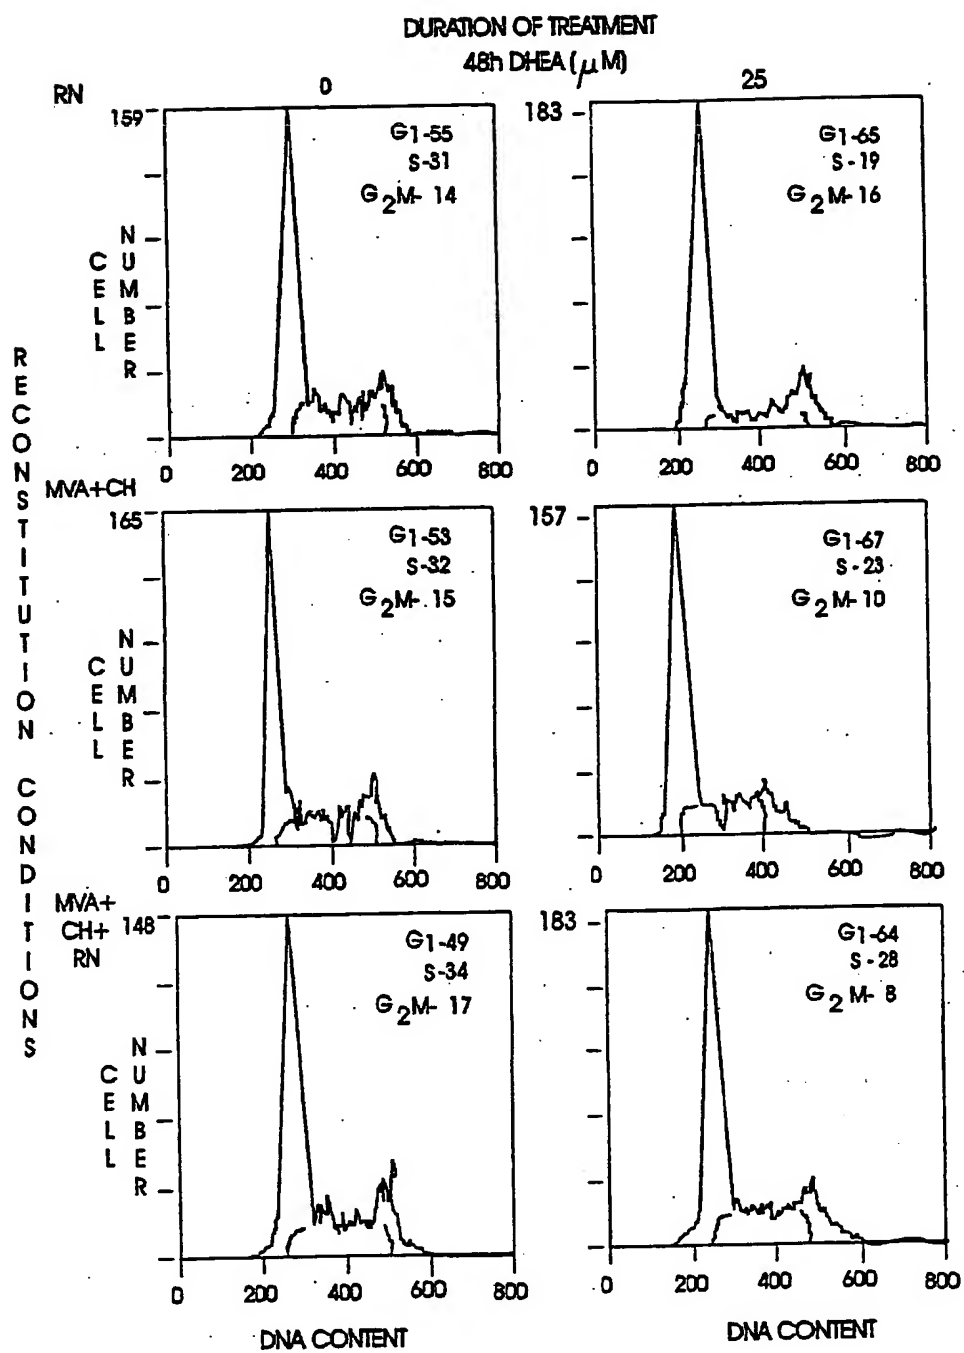 DURATION OF TREATMENT
48h DHEA (μM)
RN
0
25
159
G1-55
S-31
G2M- 14
CELL NUMBER
0 200 400 600 800
183
G1-65
S-19
G2M-16
0 200 400 600 800
RECONSTITUTION CONDITIONS
MVA+CH
165
G1-53
S-32
G2M-.15
CELL NUMBER
0 200 400 600 800
157
G1-67
S-23
G2M-10
0 200 400 600 800
MVA+
CH+
RN
148
G1-49
S-34
G2M- 17
CELL NUMBER
0 200 400 600 800
DNA CONTENT
183
G1-64
S-28
G2M- 8
0 200 400 600 800
DNA CONTENT